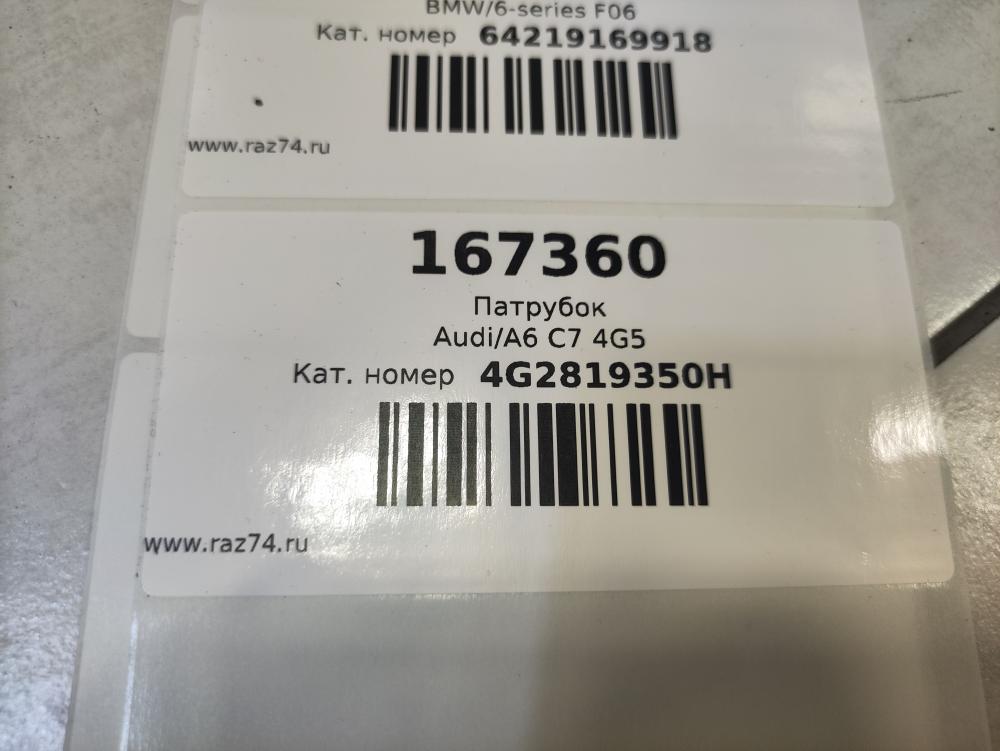 BMW/6-series F06
Кат. номер 64219169918
www.raz74.ru
167360
Патрубок
Audi/A6 C7 4G5
Кат. номер 4G2819350H
www.raz74.ru